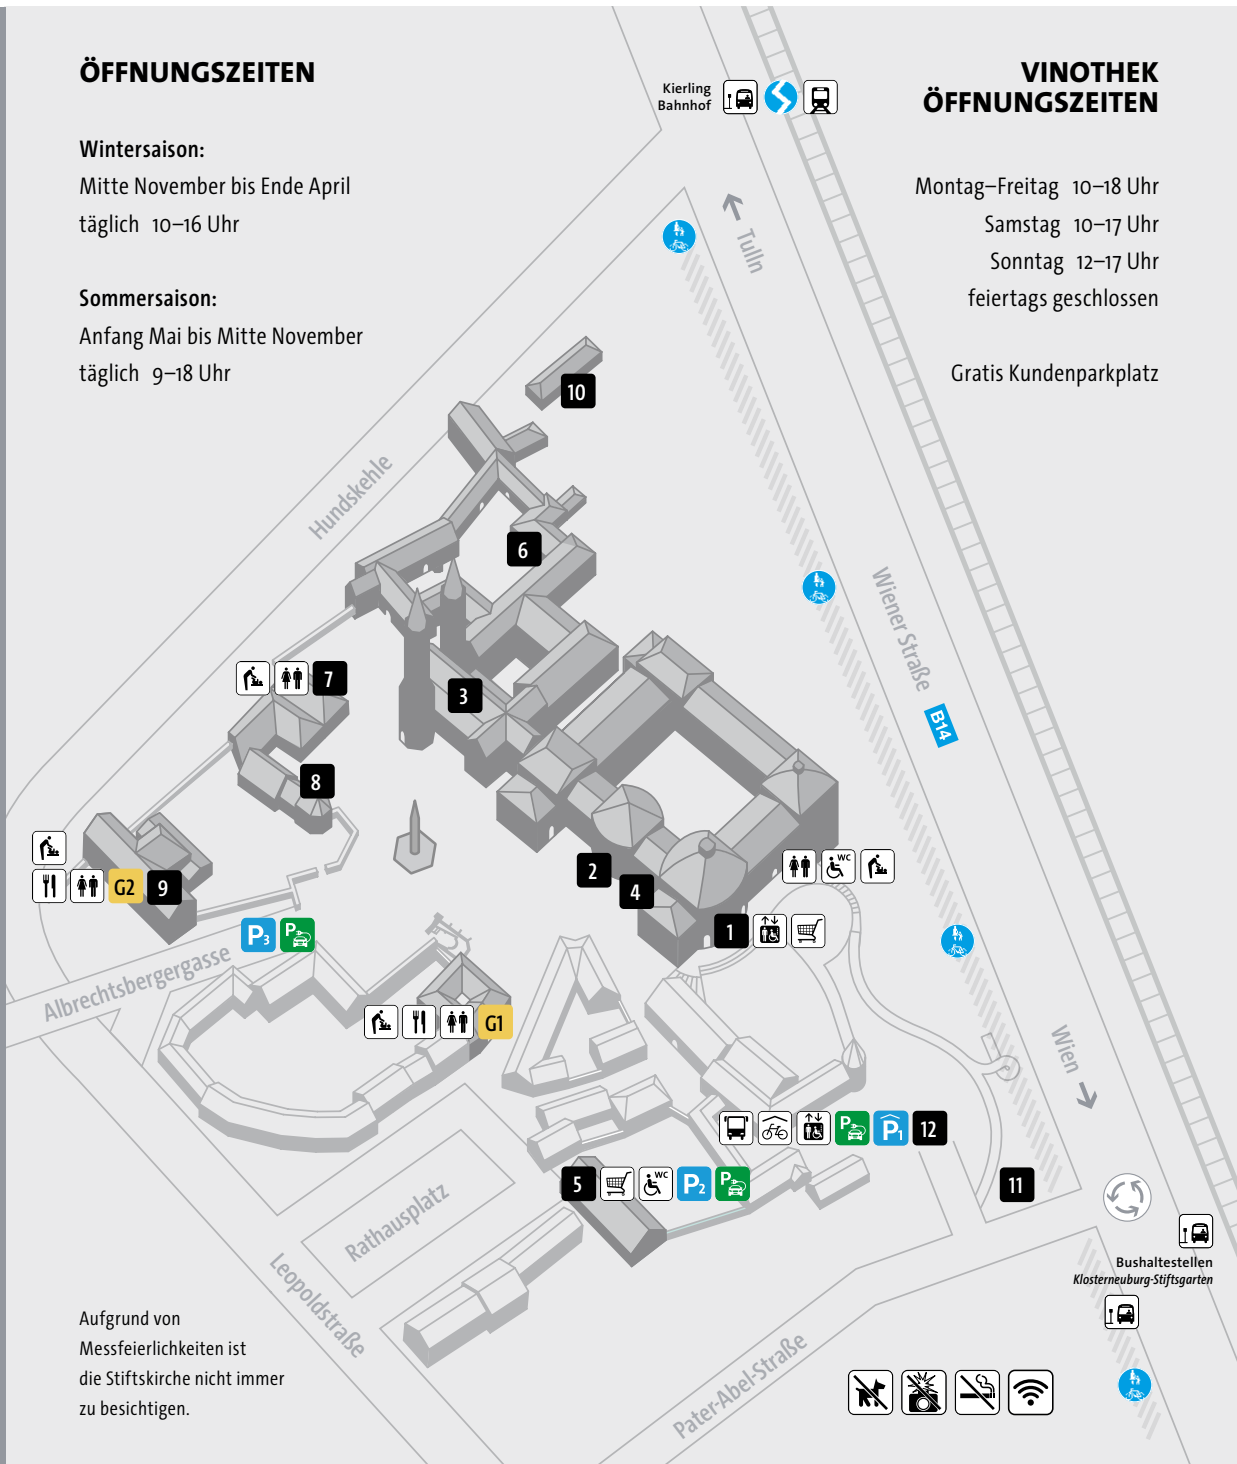 ÖFFNUNGSZEITEN
Wintersaison:
Mitte November bis Ende April
täglich 10–16 Uhr
Sommersaison:
Anfang Mai bis Mitte November
täglich 9–18 Uhr
Kierling
Bahnhof
VINOTHEK
ÖFFNUNGSZEITEN
Montag–Freitag 10–18 Uhr
Samstag 10–17 Uhr
Sonntag 12–17 Uhr
feiertags geschlossen
Gratis Kundenparkplatz
Tulln
10
Hundskehle
6
Wiener Straße
B14
7
3
8
2
4
WC
G2
9
1
P3
P
Albrechtsbergergasse
G1
Wien
P
P1
12
5
WC
P2
P
11
Rathausplatz
Leopoldstraße
Bushaltestellen
Klosterneuburg-Stiftsgarten
Pater-Abel-Straße
Aufgrund von
Messfeierlichkeiten ist
die Stiftskirche nicht immer
zu besichtigen.